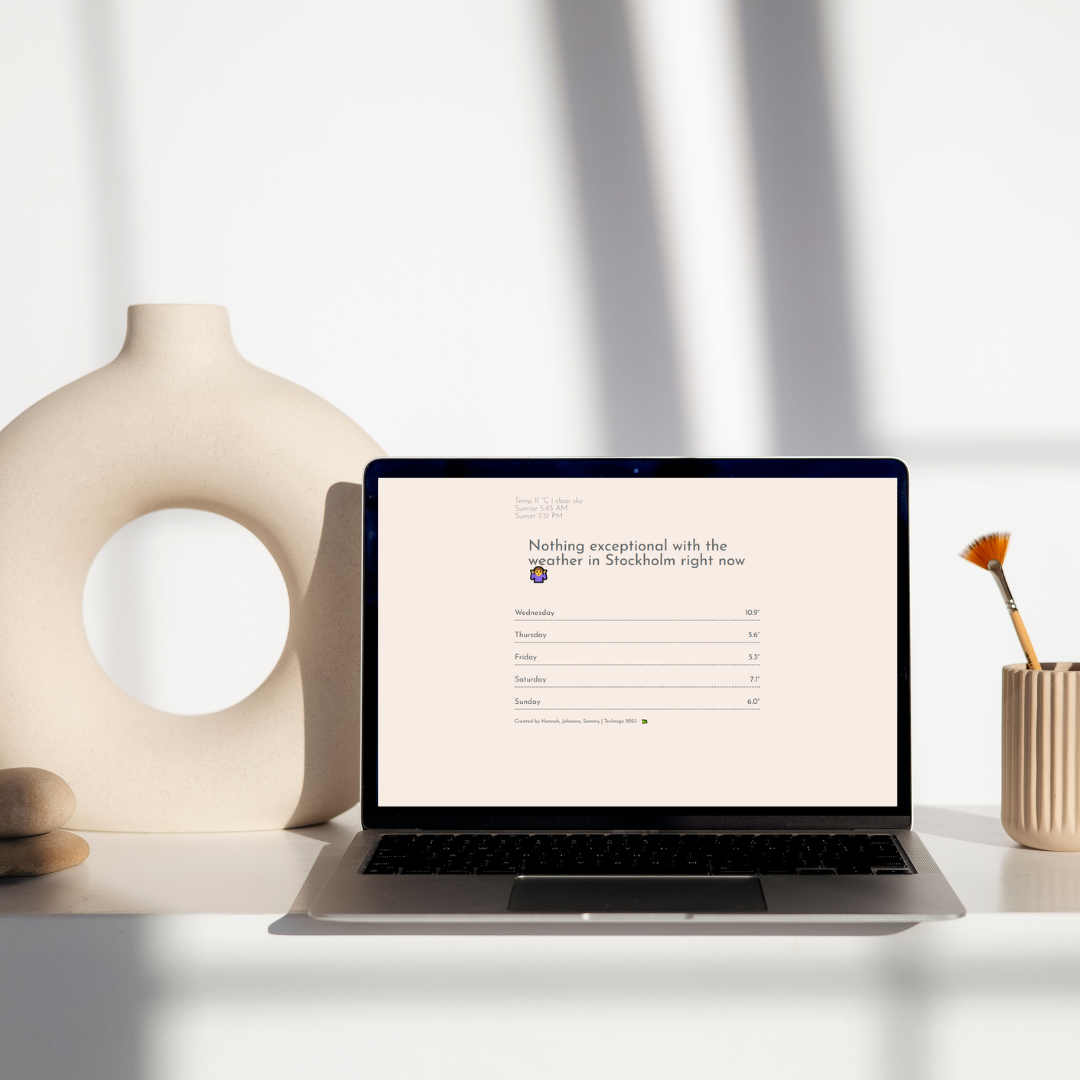 Temp 11 °C | clear sky
Sunrise 5:45 AM
Sunset 7:51 PM
Nothing exceptional with the
weather in Stockholm right now
🤷‍♀️
Wednesday 10.9°
Thursday 5.6°
Friday 5.3°
Saturday 7.1°
Sunday 6.0°
Created by Hannah, Johanna, Sammy | Technigo 2023 -